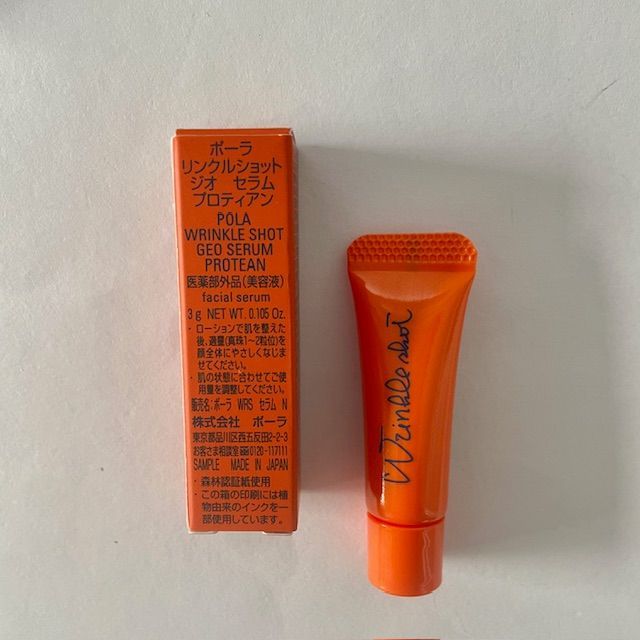 ポーラ
リンクルショット
ジオ セラム
プロティアン
POLA
WRINKLE SHOT
GEO SERUM
PROTEAN
医薬部外品(美容液)
facial serum
3 g NET WT. 0.105 Oz.
・ローションで肌を整えた
後、適量(真珠1〜2粒位)を
顔全体にやさしくなじま
せてください。
・肌の状態に合わせてご使
用量を調整してください。
販売名:ポーラ WRS セラム N
株式会社 ポーラ
東京都品川区西五反田2-2-3
お客さま相談室 0120-117111
SAMPLE MADE IN JAPAN
・森林認証紙使用
・この箱の印刷には植
物由来のインクを一
部使用しています。
Wrinkle shot